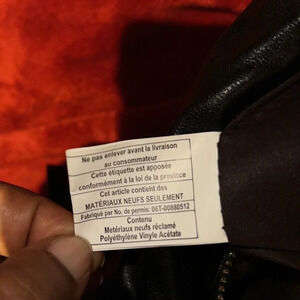 Ne pas enlever avant la livraison
au consommateur
Cette étiquette est apposée
conformément à la loi de la province
Cet article contient des
MATÉRIAUX NEUFS SEULEMENT
Fabriqué par No. de permis: 06T-00880512
Contenu
Metériaux neufs réclamé
Polyéthylène Vinyle Acétate